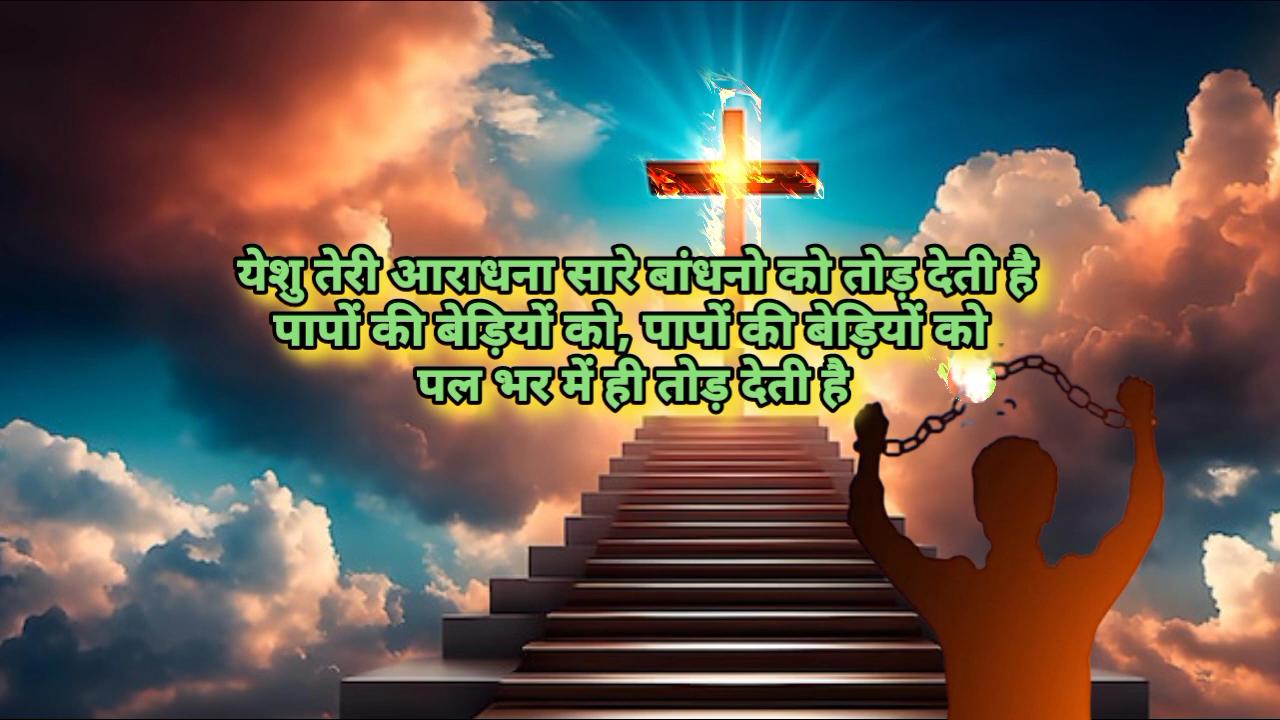 येशु तेरी आराधना सारे बांधनो को तोड़ देती है
पापों की बेड़ियों को, पापों की बेड़ियों को
पल भर में ही तोड़ देती है